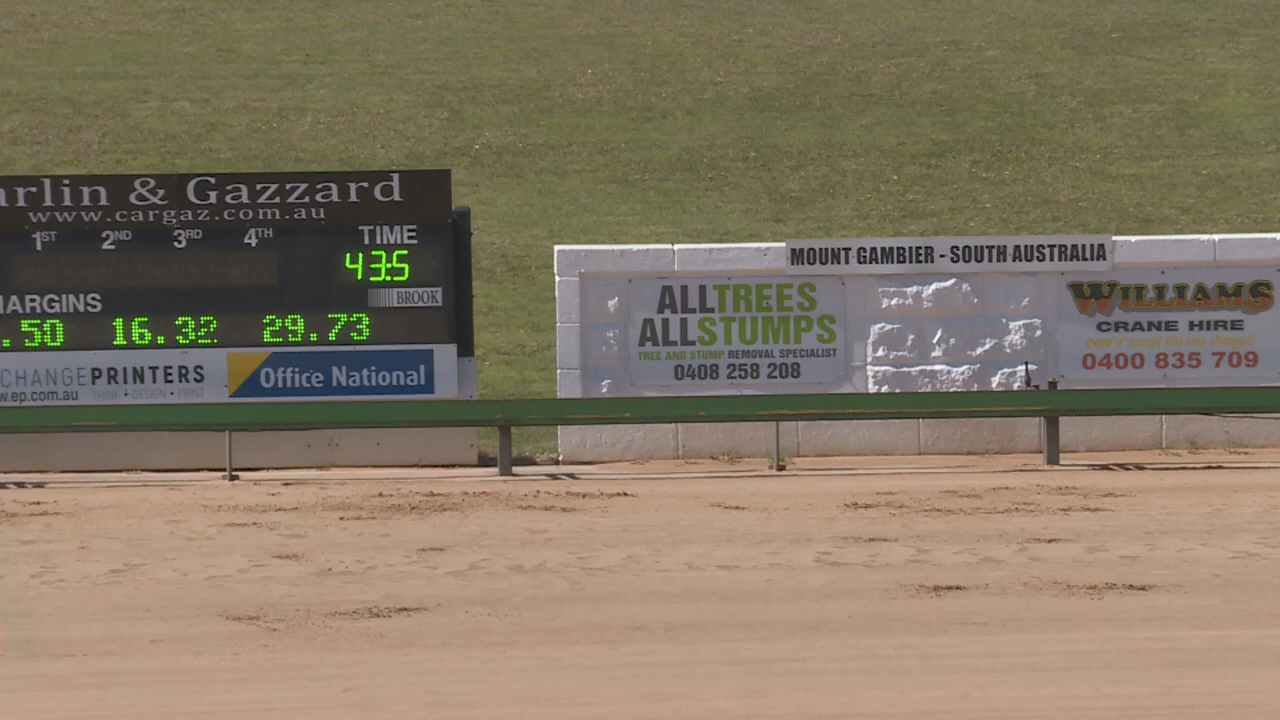 arlin & Gazzard
www.cargaz.com.au
1ST 2ND 3RD 4TH TIME
43:5
MARGINS BROOK
.50 16.32 29.73
CHANGEPRINTERS
w.ep.com.au THINK • DESIGN • PRINT
Office National
MOUNT GAMBIER - SOUTH AUSTRALIA
ALLTREES
ALLSTUMPS
TREE AND STUMP REMOVAL SPECIALIST
0408 258 208
WILLIAMS
CRANE HIRE
0400 835 709